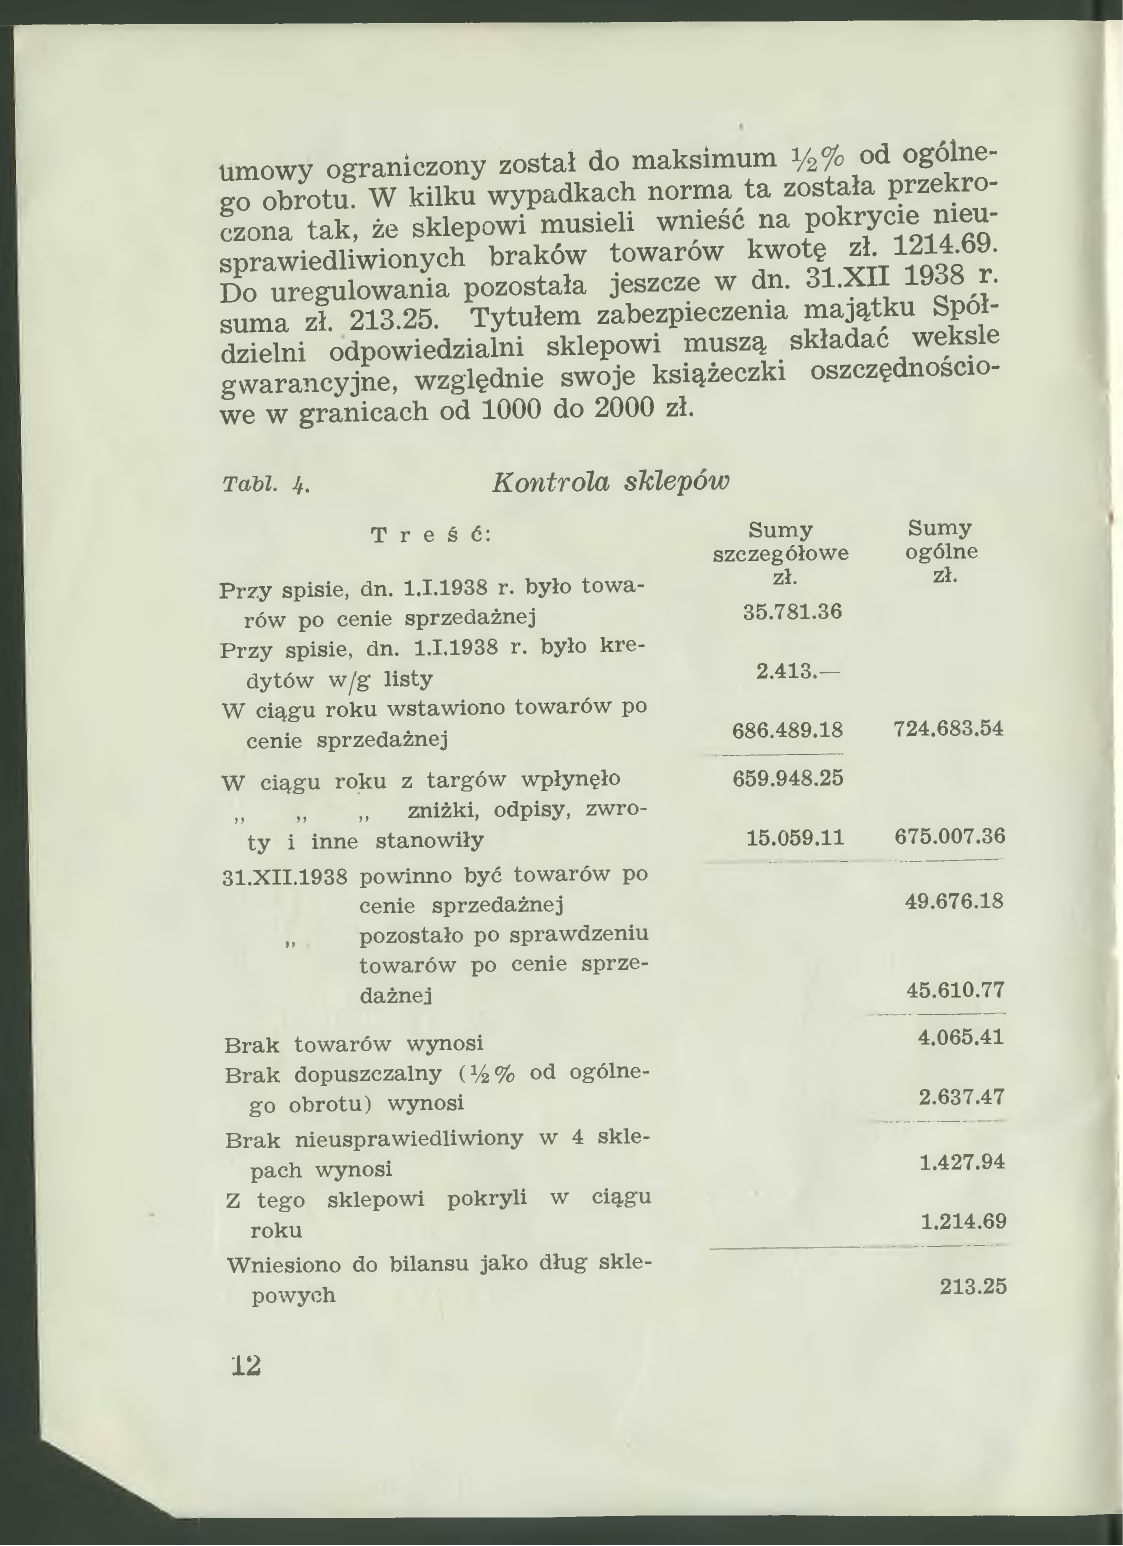 umowy ograniczony został do maksimum ½% od ogólne-
go obrotu. W kilku wypadkach norma ta została przekro-
czona tak, że sklepowi musieli wnieść na pokrycie nieu-
sprawiedliwionych braków towarów kwotę zł. 1214.69.
Do uregulowania pozostała jeszcze w dn. 31.XII 1938 r.
suma zł. 213.25. Tytułem zabezpieczenia majątku Spół-
dzielni odpowiedzialni sklepowi muszą składać weksle
gwarancyjne, względnie swoje książeczki oszczędnościo-
we w granicach od 1000 do 2000 zł.
Tabl. 4. Kontrola sklepów
Treść: Sumy Sumy
szczegółowe ogólne
zł. zł.
Przy spisie, dn. 1.I.1938 r. było towa-
rów po cenie sprzedażnej 35.781.36
Przy spisie, dn. 1.I.1938 r. było kre-
dytów w/g listy 2.413.—
W ciągu roku wstawiono towarów po
cenie sprzedażnej 686.489.18 724.683.54
W ciągu roku z targów wpłynęło 659.948.25
„ „ „ zniżki, odpisy, zwro-
ty i inne stanowiły 15.059.11 675.007.36
31.XII.1938 powinno być towarów po
cenie sprzedażnej 49.676.18
„ pozostało po sprawdzeniu
towarów po cenie sprze-
dażnej 45.610.77
Brak towarów wynosi 4.065.41
Brak dopuszczalny (½% od ogólne-
go obrotu) wynosi 2.637.47
Brak nieusprawiedliwiony w 4 skle-
pach wynosi 1.427.94
Z tego sklepowi pokryli w ciągu
roku 1.214.69
Wniesiono do bilansu jako dług skle-
powych 213.25
12